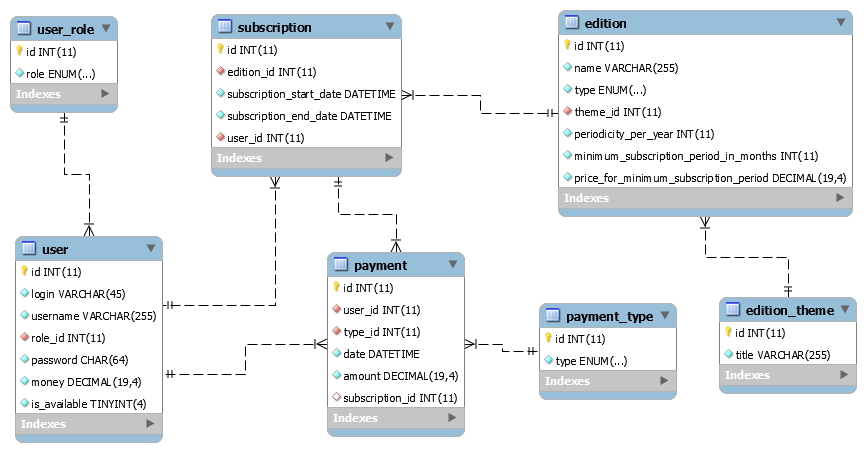 user_role
id INT(11)
role ENUM(...)
Indexes
subscription
id INT(11)
edition_id INT(11)
subscription_start_date DATETIME
subscription_end_date DATETIME
user_id INT(11)
Indexes
edition
id INT(11)
name VARCHAR(255)
type ENUM(...)
theme_id INT(11)
periodicity_per_year INT(11)
minimum_subscription_period_in_months INT(11)
price_for_minimum_subscription_period DECIMAL(19,4)
Indexes
user
id INT(11)
login VARCHAR(45)
username VARCHAR(255)
role_id INT(11)
password CHAR(64)
money DECIMAL(19,4)
is_available TINYINT(4)
Indexes
payment
id INT(11)
user_id INT(11)
type_id INT(11)
date DATETIME
amount DECIMAL(19,4)
subscription_id INT(11)
Indexes
payment_type
id INT(11)
type ENUM(...)
Indexes
edition_theme
id INT(11)
title VARCHAR(255)
Indexes